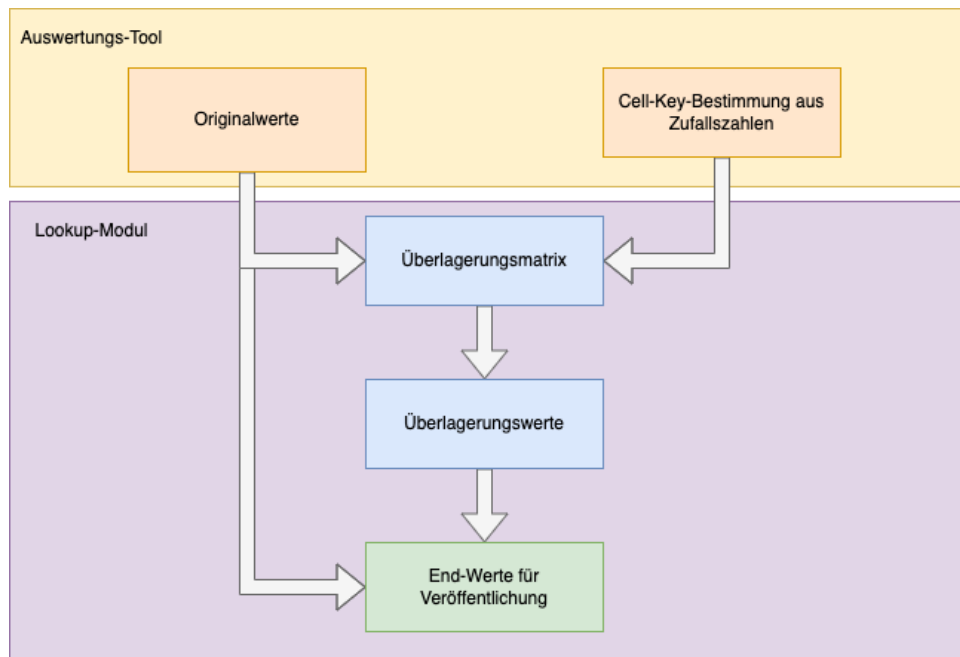 Auswertungs-Tool
Originalwerte
Cell-Key-Bestimmung aus
Zufallszahlen
Lookup-Modul
Überlagerungsmatrix
Überlagerungswerte
End-Werte für
Veröffentlichung